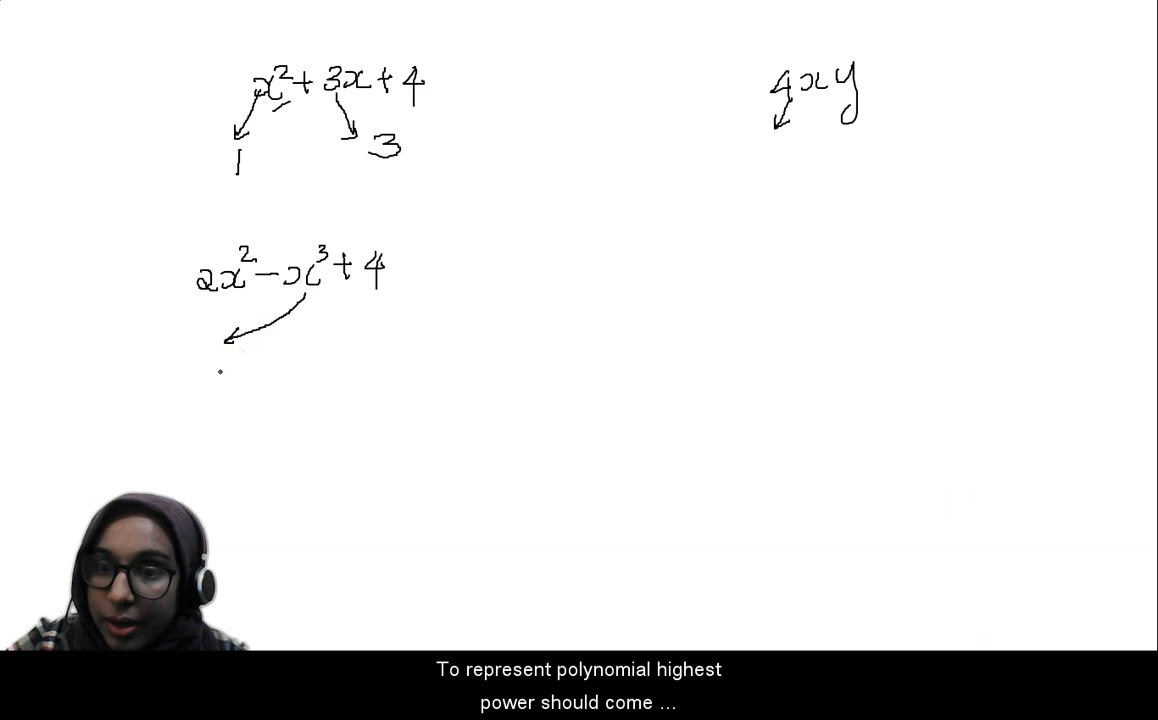 x² + 3x + 4
4xy
1
3
2x² - x³ + 4
To represent polynomial highest
power should come ...